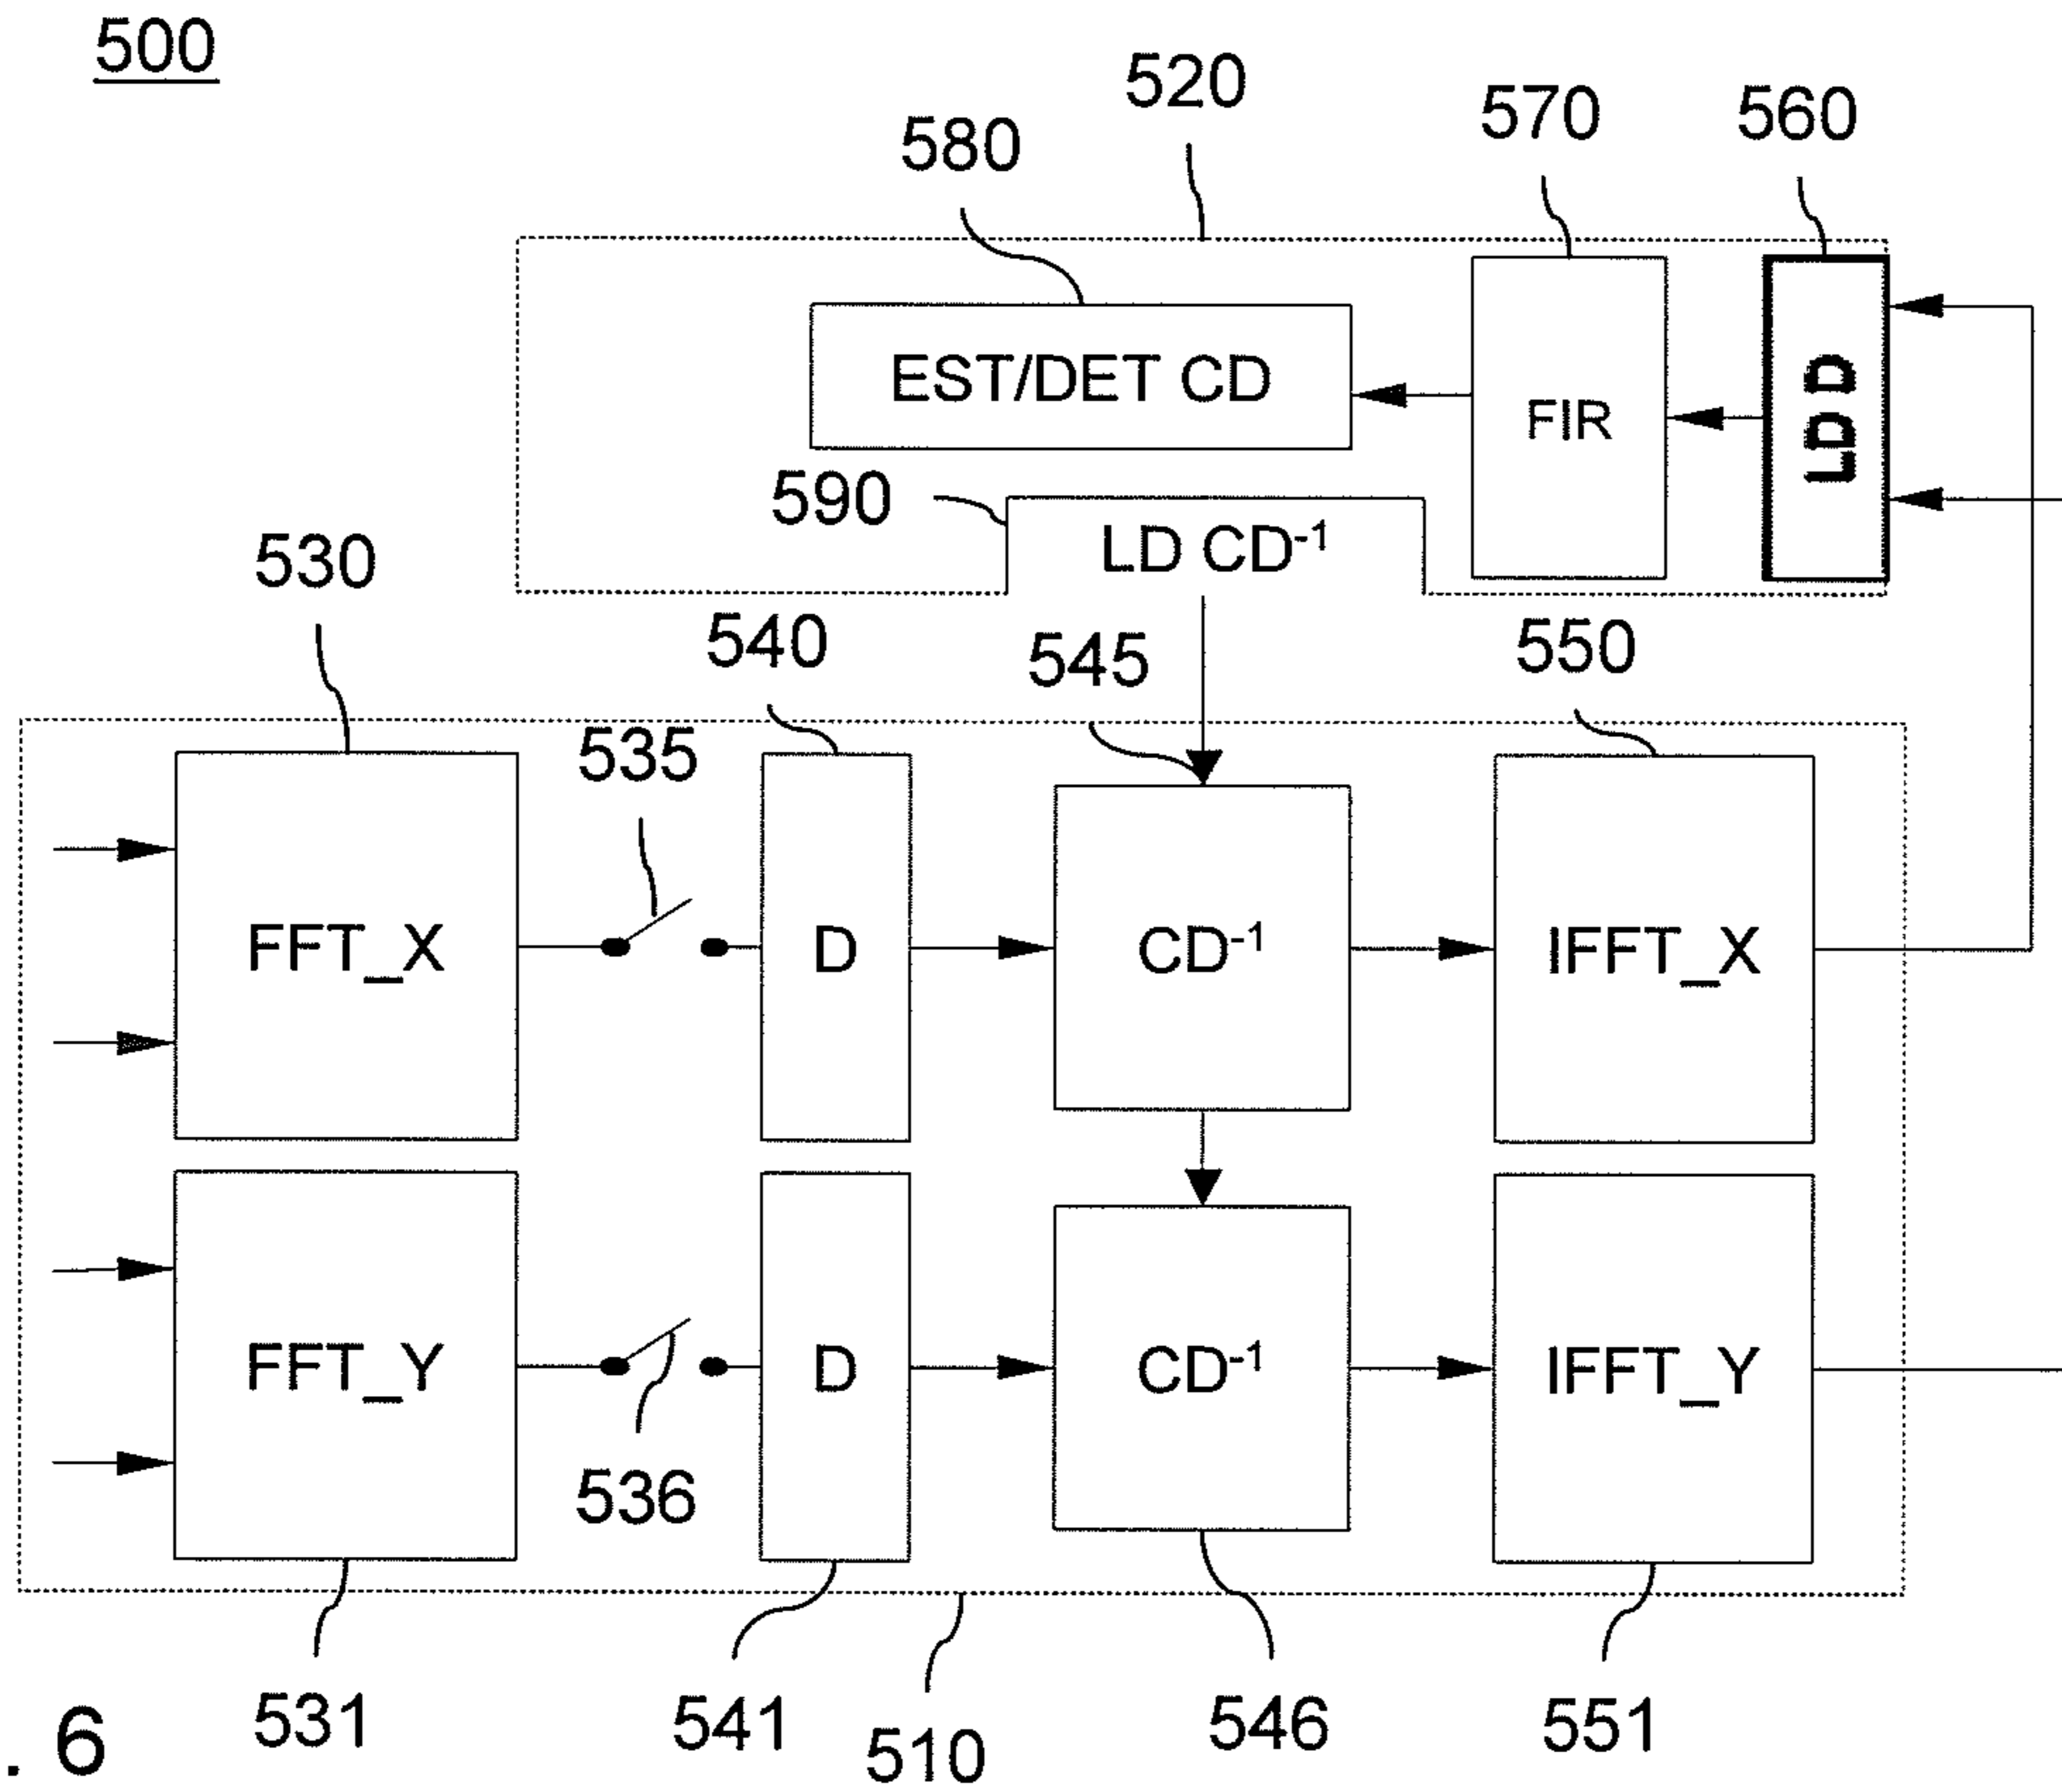 500
520
570
560
580
EST/DET CD
FIR
LD D
590
LD CD⁻¹
530
540
545
550
535
FFT_X
D
CD⁻¹
IFFT_X
FFT_Y
D
CD⁻¹
IFFT_Y
536
531
541
510
546
551
. 6